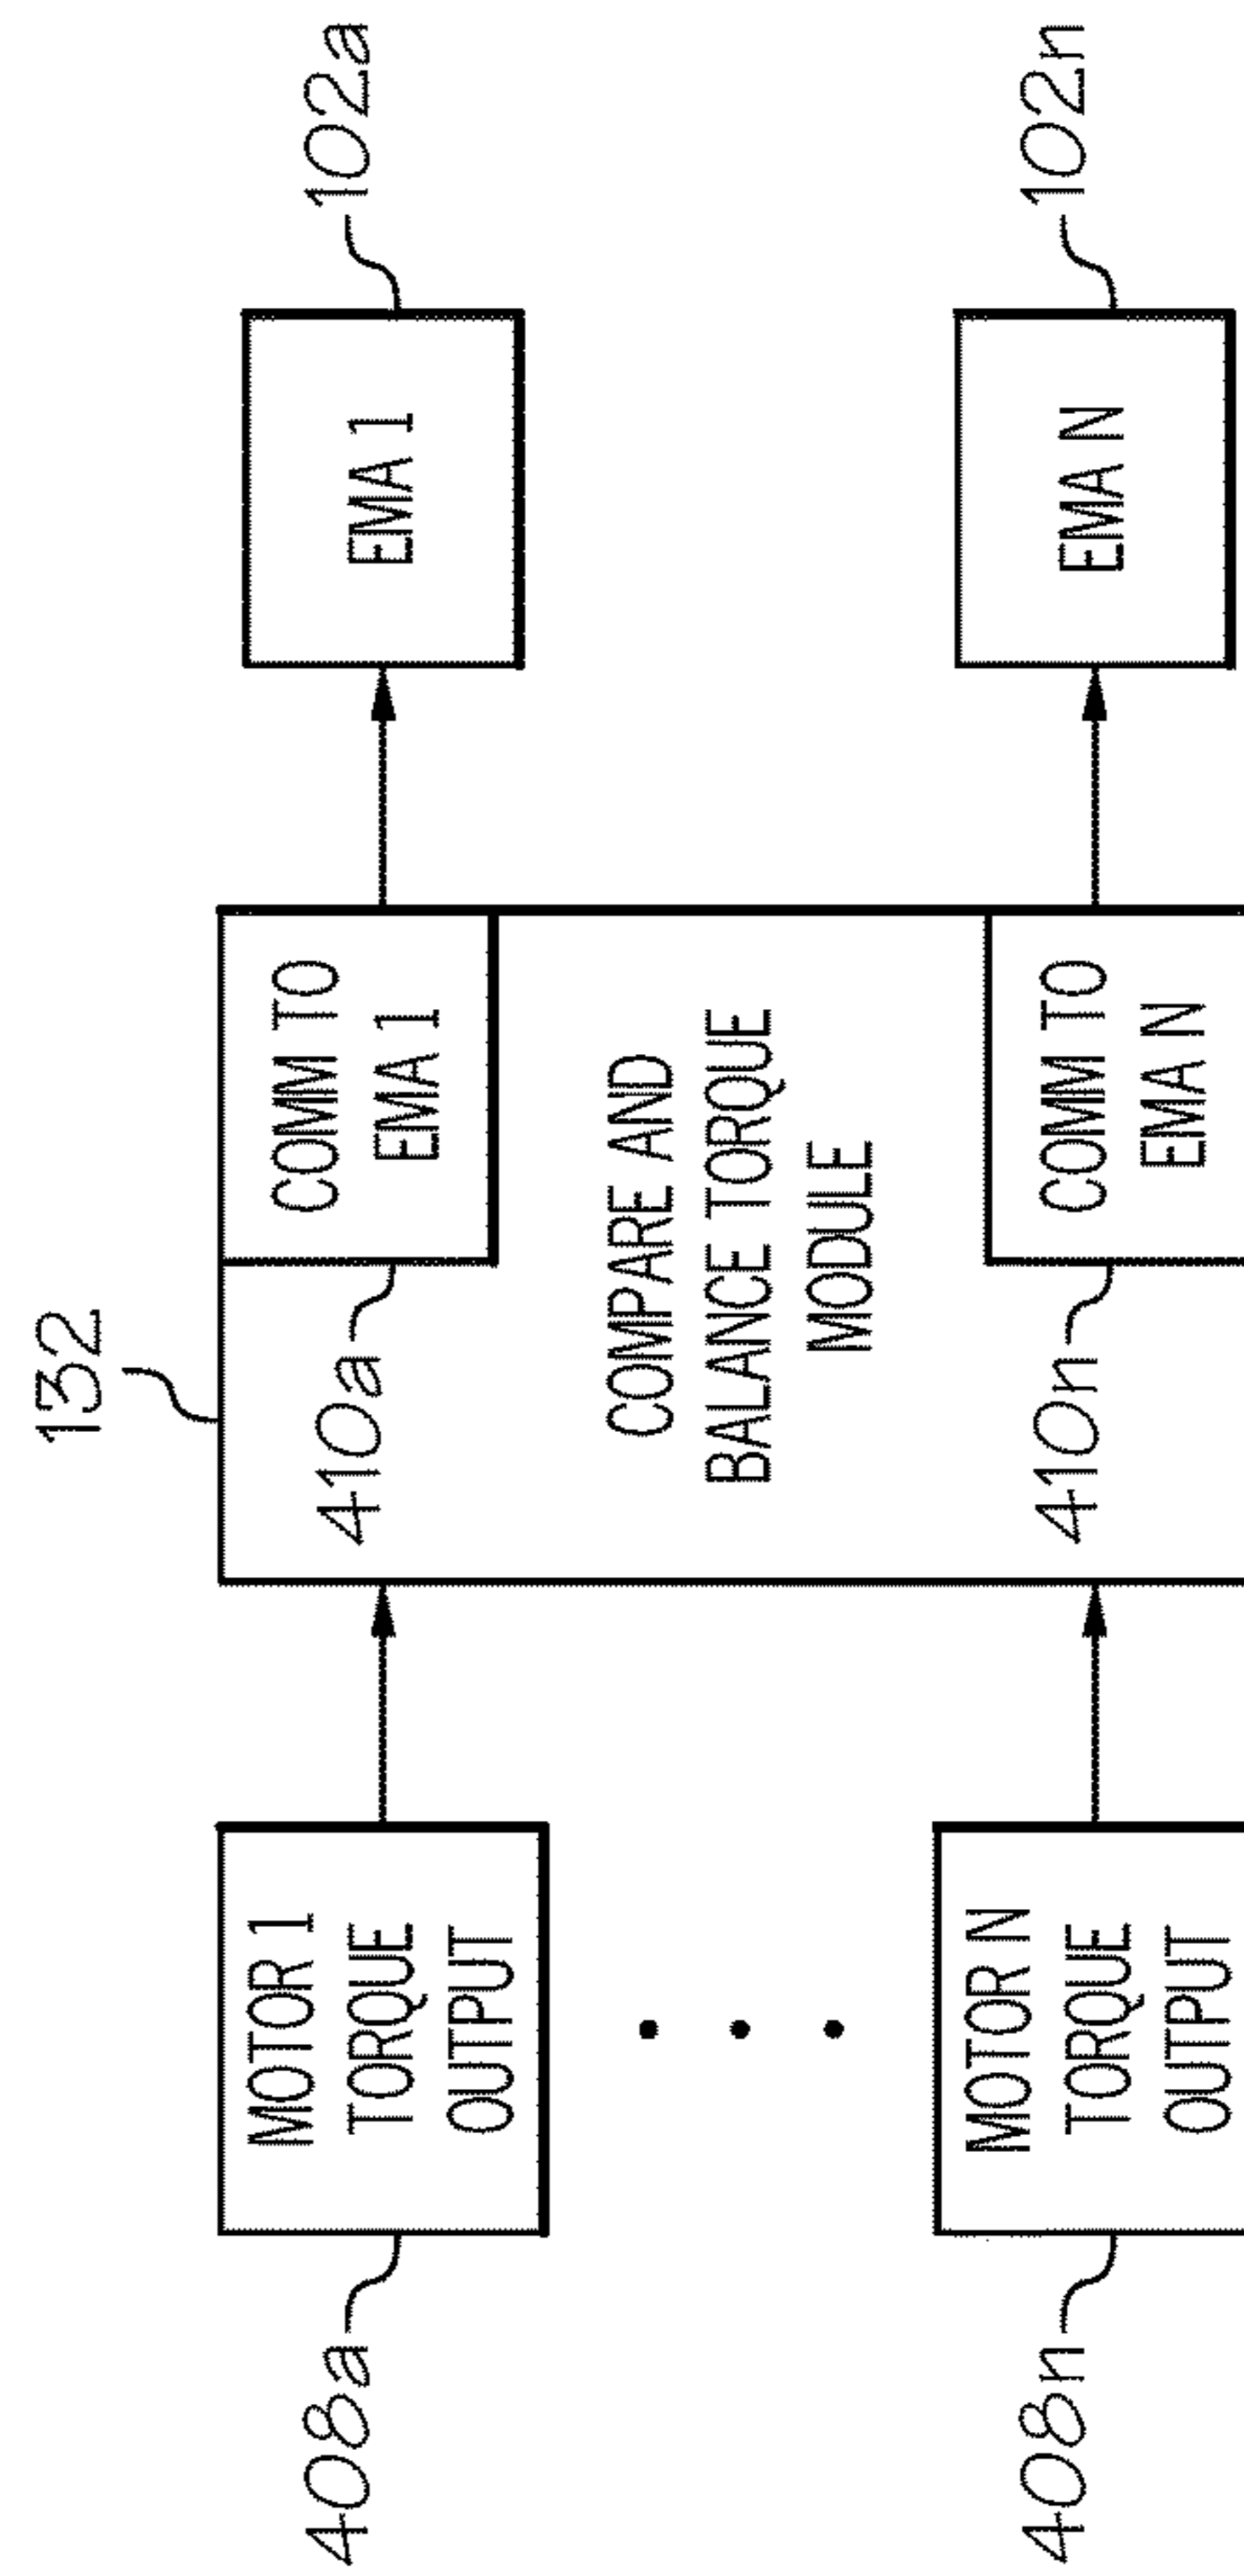 132
408a
MOTOR 1
TORQUE
OUTPUT
410a
COMM TO
EMA 1
EMA 1
102a
COMPARE AND
BALANCE TORQUE
MODULE
408n
MOTOR N
TORQUE
OUTPUT
410n
COMM TO
EMA N
EMA N
102n